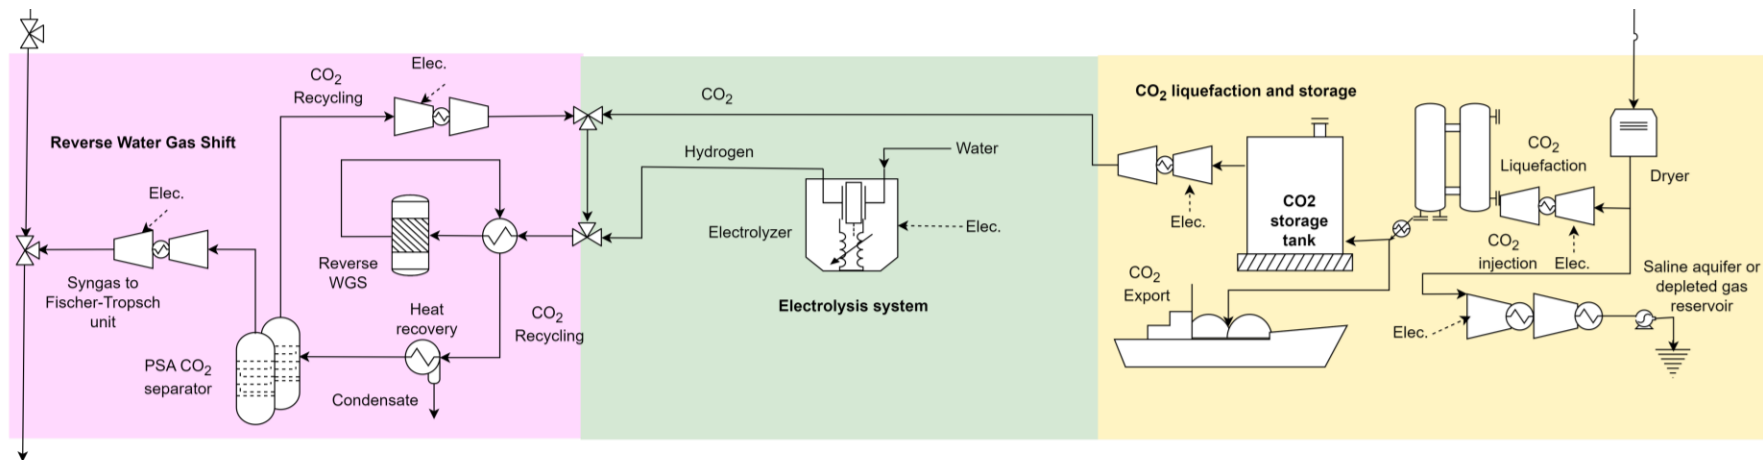 Reverse Water Gas Shift
CO2
Recycling
Elec.
Elec.
Syngas to
Fischer-Tropsch
unit
Reverse
WGS
Heat
recovery
PSA CO2
separator
Condensate
CO2
Recycling
CO2
Hydrogen
Water
Electrolyzer
Elec.
Electrolysis system
CO2 liquefaction and storage
Elec.
CO2
storage
tank
CO2
Liquefaction
Dryer
CO2
injection
Elec.
CO2
Export
Saline aquifer or
depleted gas
reservoir
Elec.